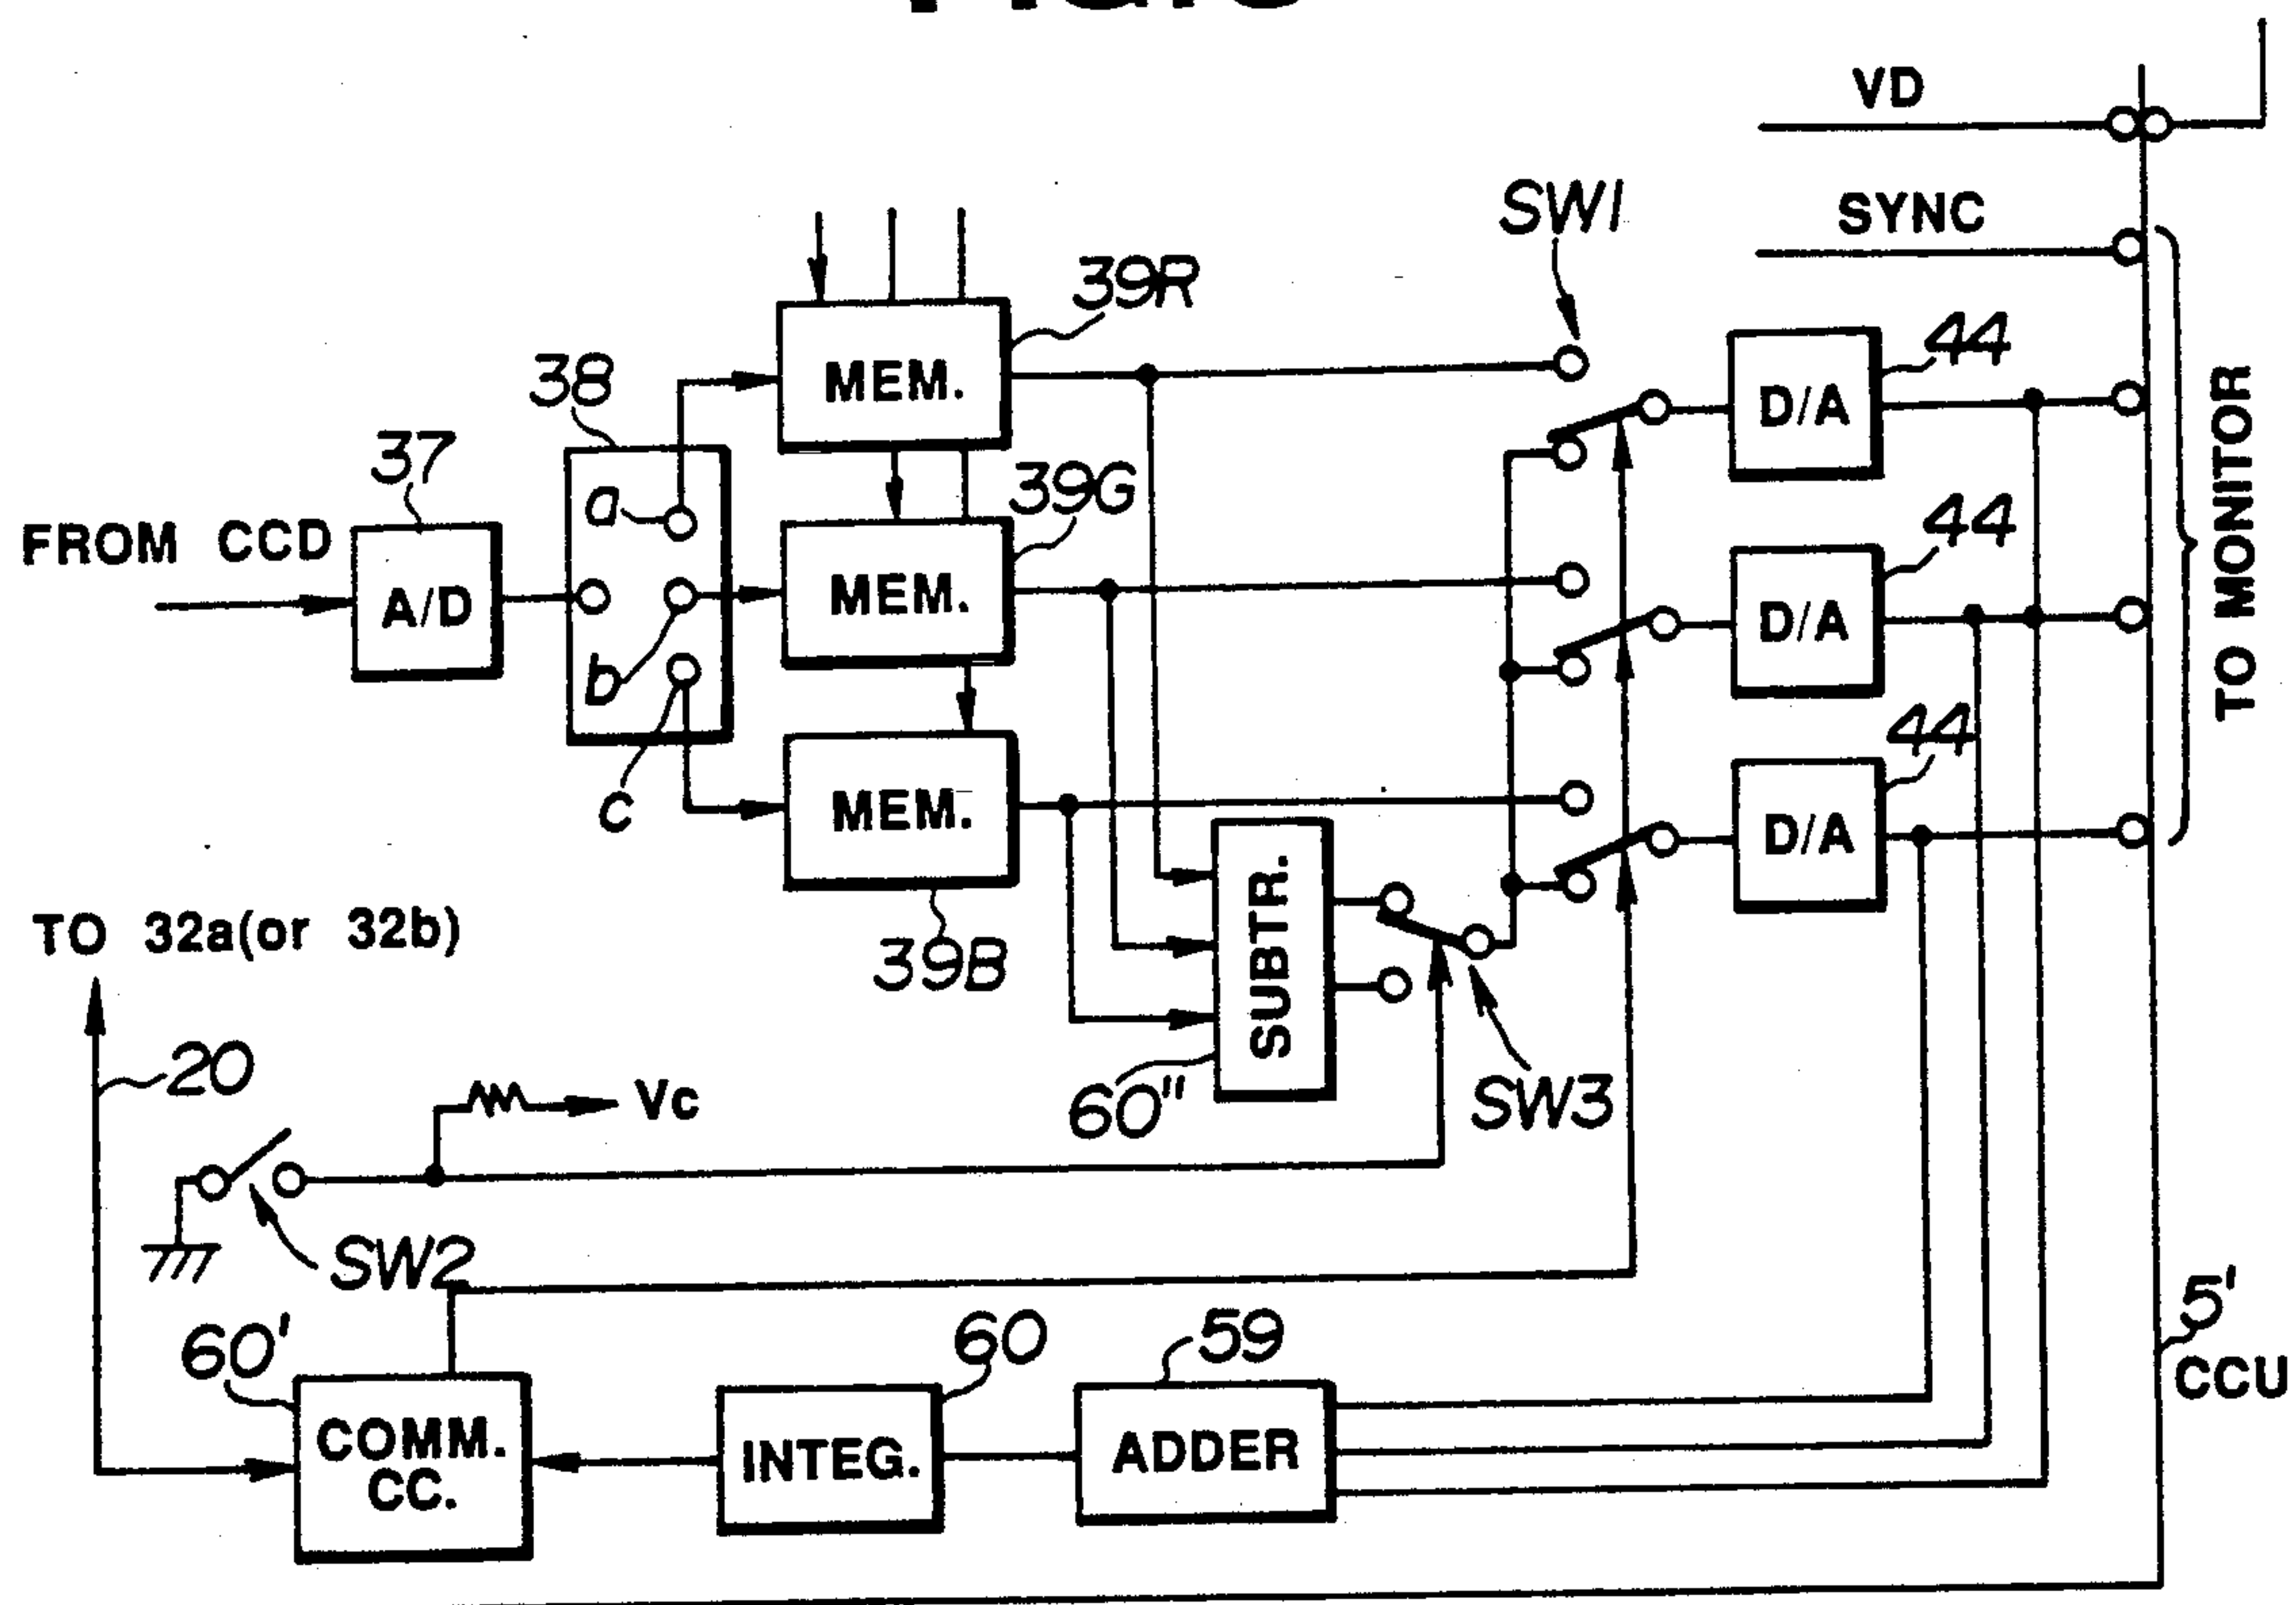 VD
SYNC
SW1
39R
38
44
MEM.
D/A
37
39G
a
44
FROM CCD
A/D
MEM.
D/A
TO MONITOR
b
44
c
MEM.
D/A
SUBTR.
TO 32a(or 32b)
39B
20
Vc
60"
SW3
SW2
5'
60'
60
59
CCU
COMM.
CC.
INTEG.
ADDER